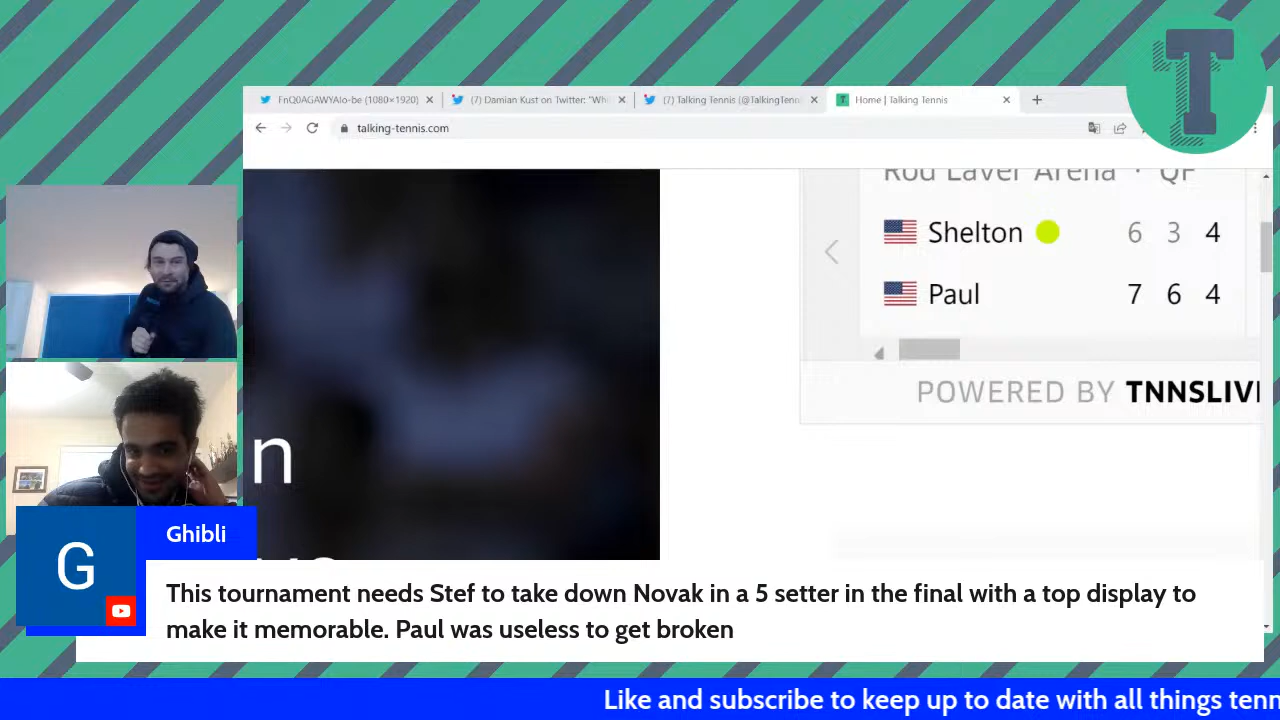 FnQ0AGAWYAIo-be (1080×1920)
(7) Damian Kust on Twitter: "Wh
(7) Talking Tennis (@TalkingTenn
Home | Talking Tennis
talking-tennis.com
T
Rod Laver Arena · QF
Shelton 6 3 4
Paul 7 6 4
POWERED BY TNNSLIV
n
G
Ghibli
This tournament needs Stef to take down Novak in a 5 setter in the final with a top display to
make it memorable. Paul was useless to get broken
Like and subscribe to keep up to date with all things tenn